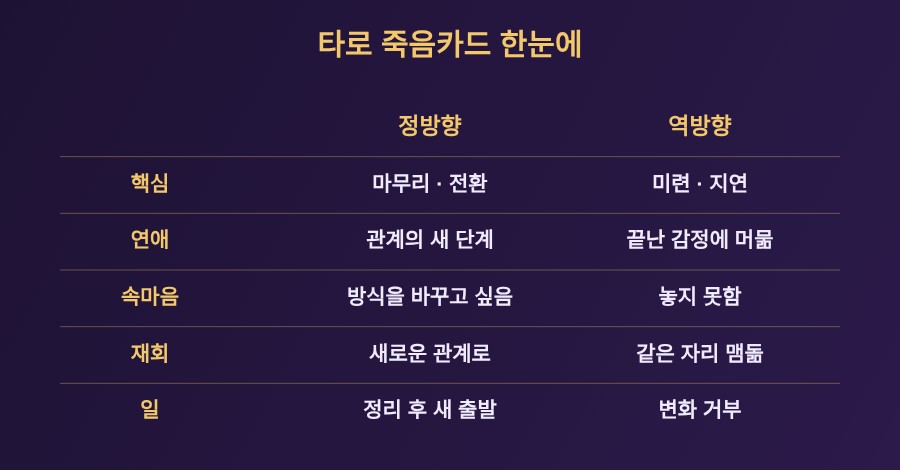 타로 죽음카드 한눈에
정방향 역방향
핵심 마무리 · 전환 미련 · 지연
연애 관계의 새 단계 끝난 감정에 머묾
속마음 방식을 바꾸고 싶음 놓지 못함
재회 새로운 관계로 같은 자리 맴돎
일 정리 후 새 출발 변화 거부